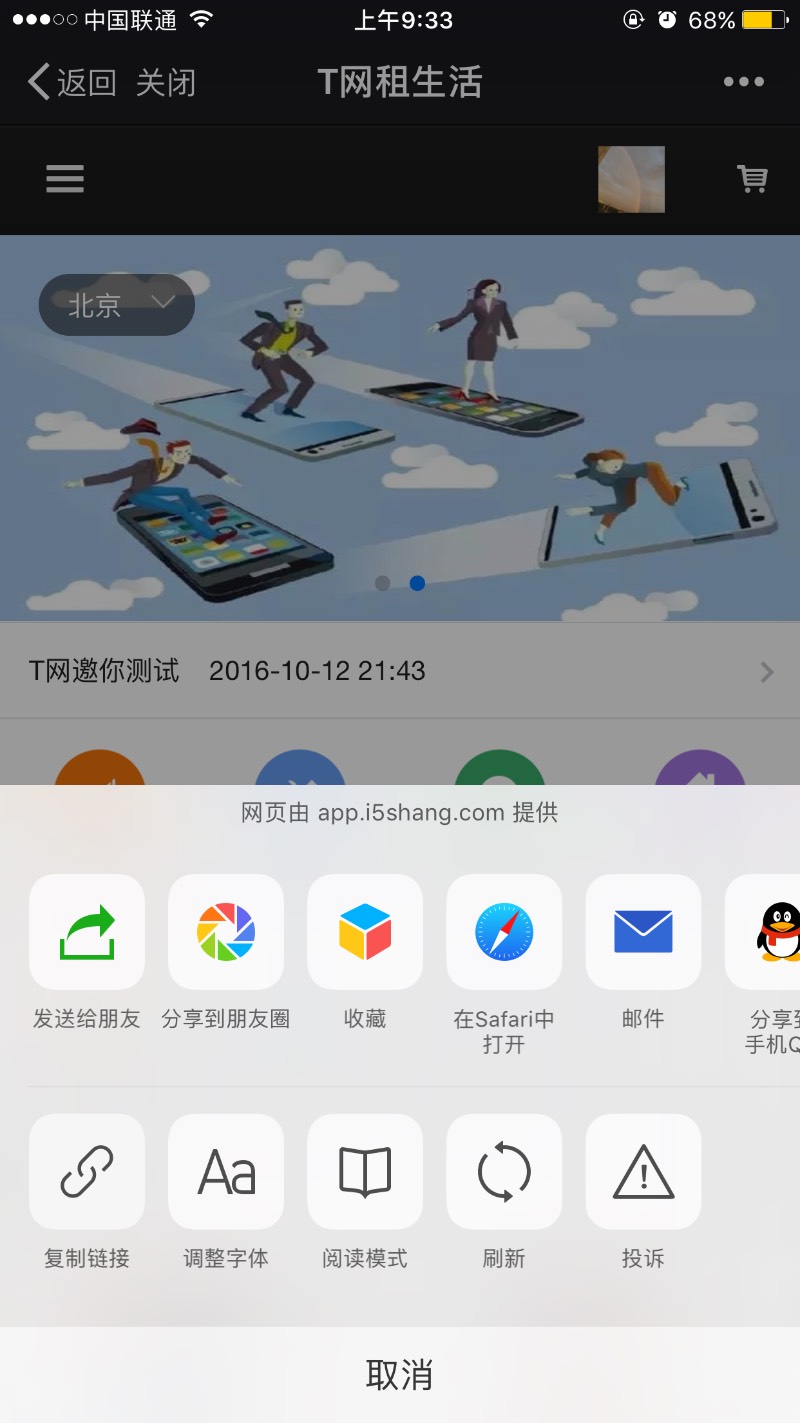 中国联通 上午9:33 68%
返回 关闭 T网租生活
北京
T网邀你测试 2016-10-12 21:43
网页由 app.i5shang.com 提供
发送给朋友 分享到朋友圈 收藏 在Safari中 邮件 分享到
打开 手机Q
复制链接 调整字体 阅读模式 刷新 投诉
取消